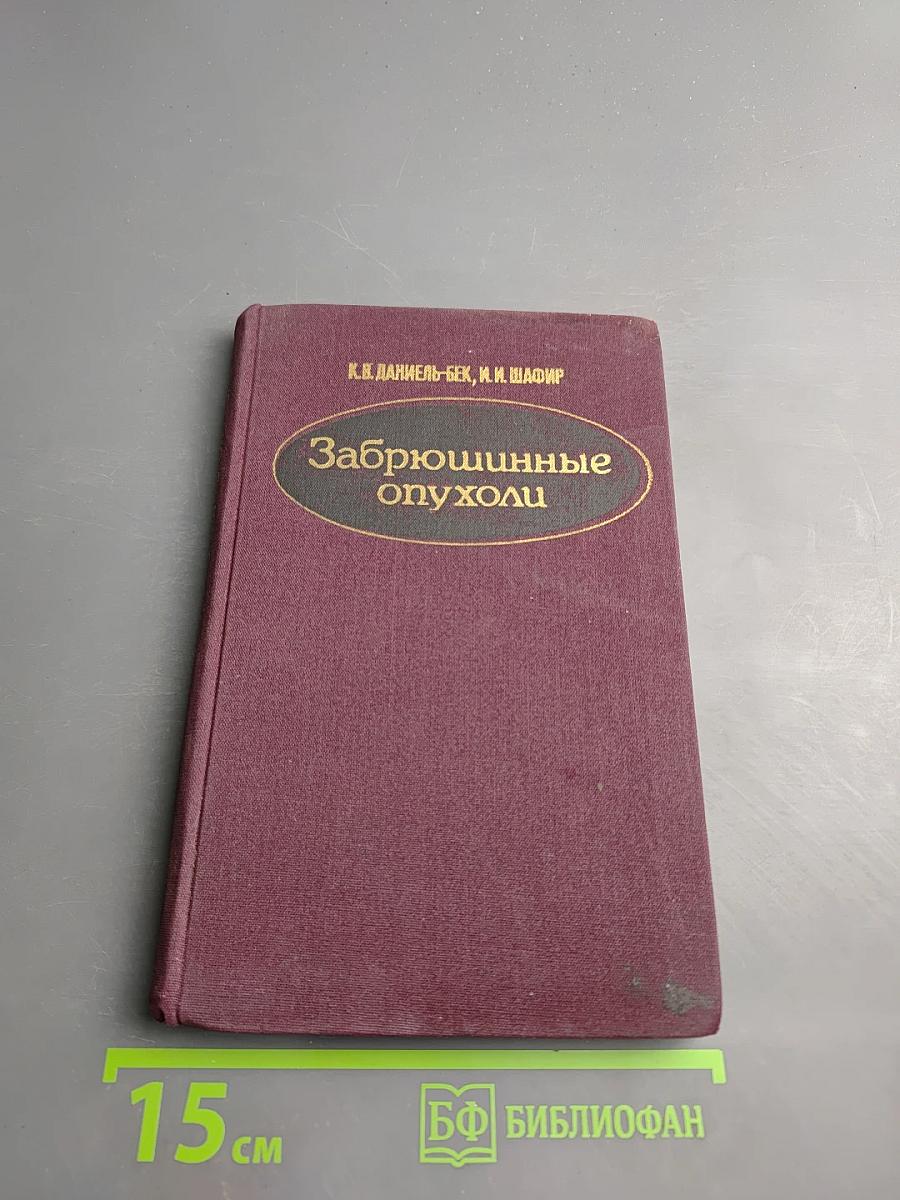 К.В. ДАНИЕЛЬ-БЕК, И.И. ШАФИР
Забрюшинные
опухоли
15 см
БФ БИБЛИОФАН